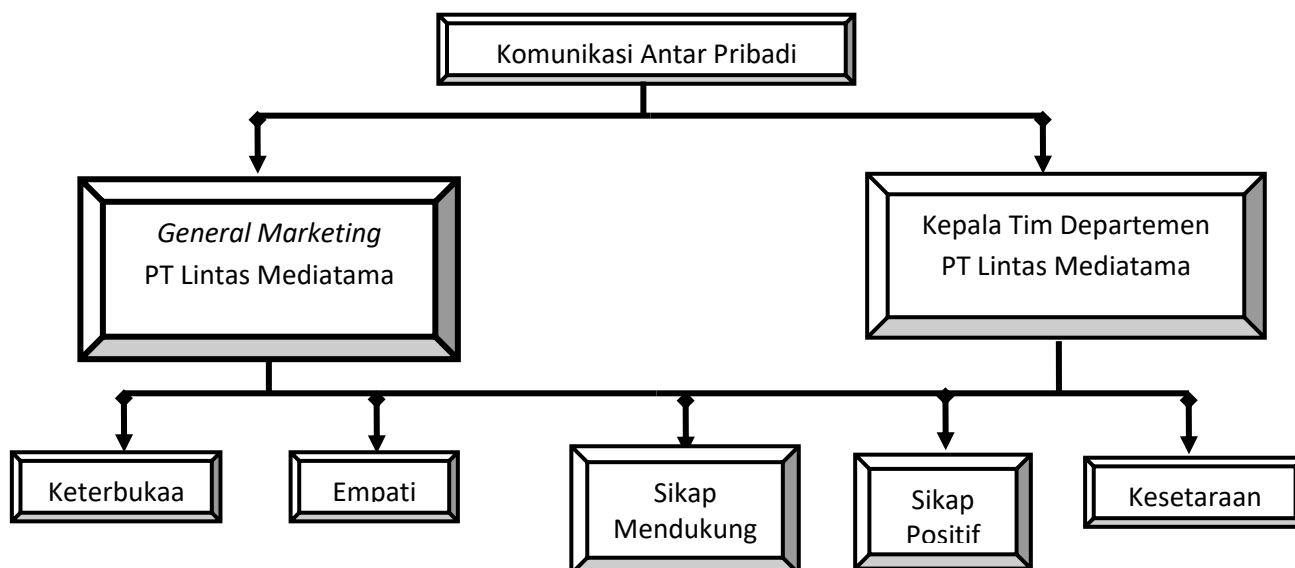 Komunikasi Antar Pribadi
General Marketing
PT Lintas Mediatama
Kepala Tim Departemen
PT Lintas Mediatama
Keterbukaa
Empati
Sikap
Mendukung
Sikap
Positif
Kesetaraan